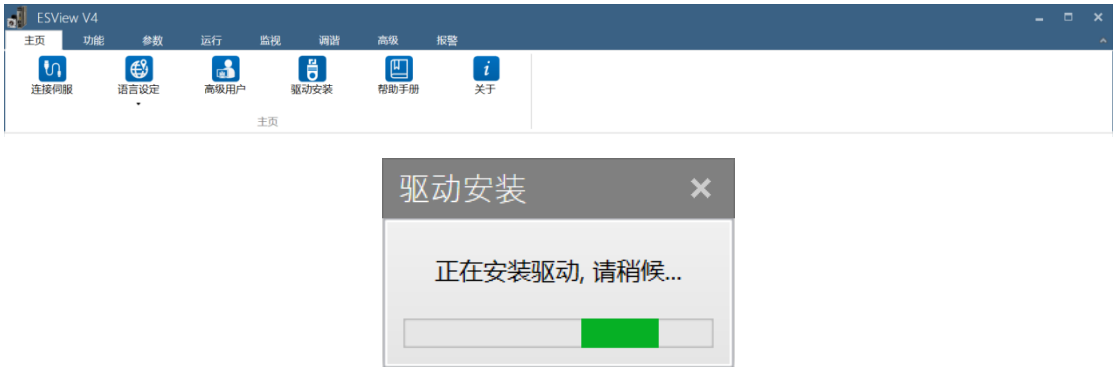 ESView V4
主页 功能 参数 运行 监视 调谐 高级 报警
连接伺服 语言设定 高级用户 驱动安装 帮助手册 关于
主页
驱动安装
正在安装驱动, 请稍候...